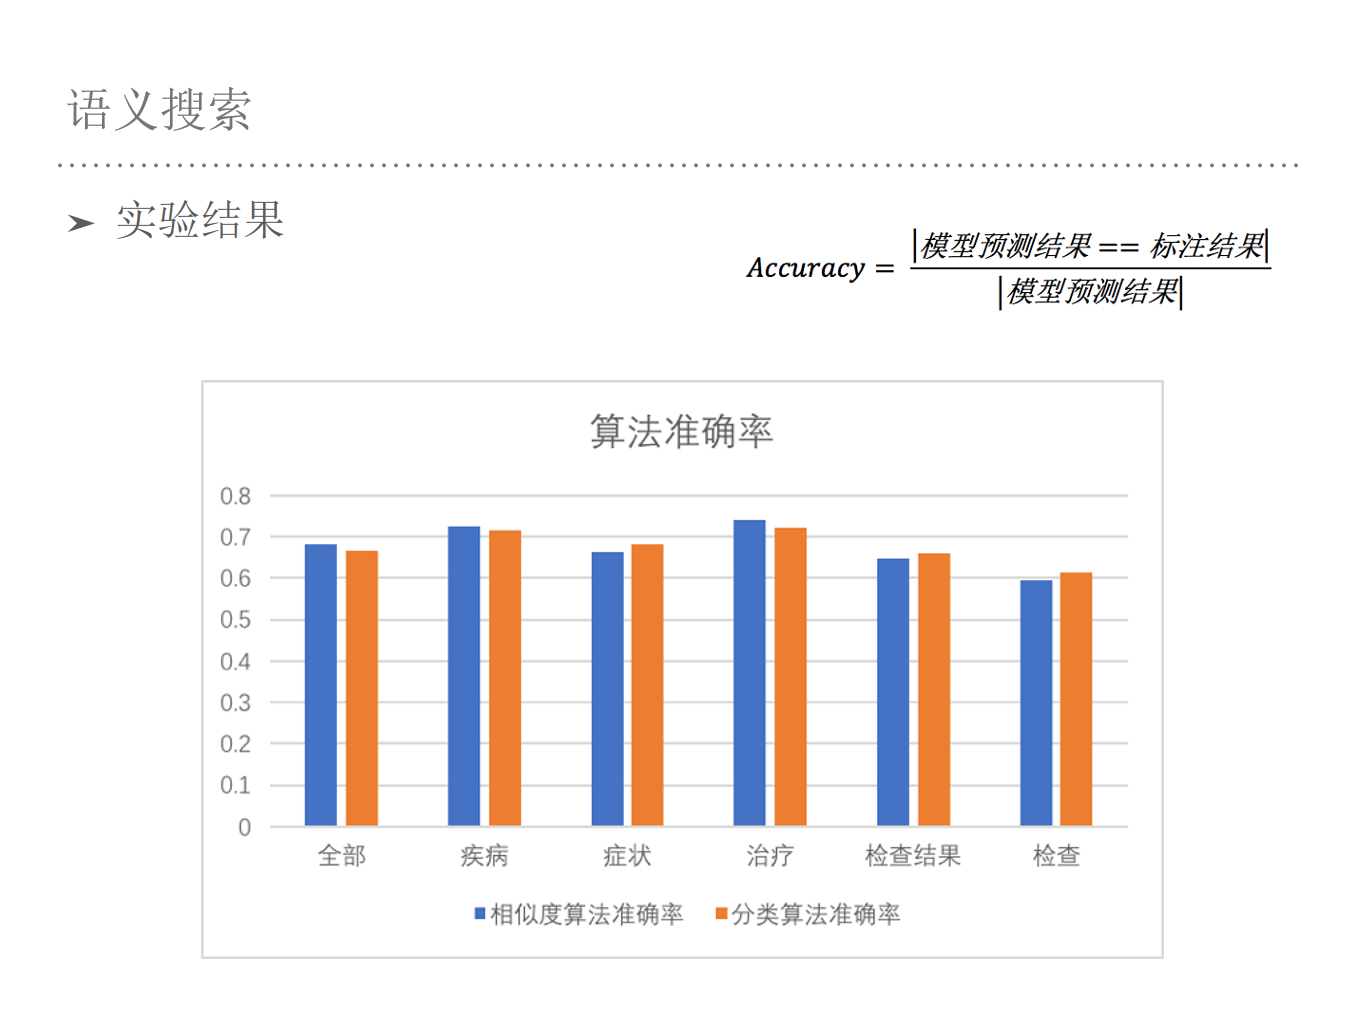 语义搜索
➢ 实验结果
Accuracy = |模型预测结果 == 标注结果| / |模型预测结果|
算法准确率
0.8
0.7
0.6
0.5
0.4
0.3
0.2
0.1
0
全部 疾病 症状 治疗 检查结果 检查
相似度算法准确率 分类算法准确率